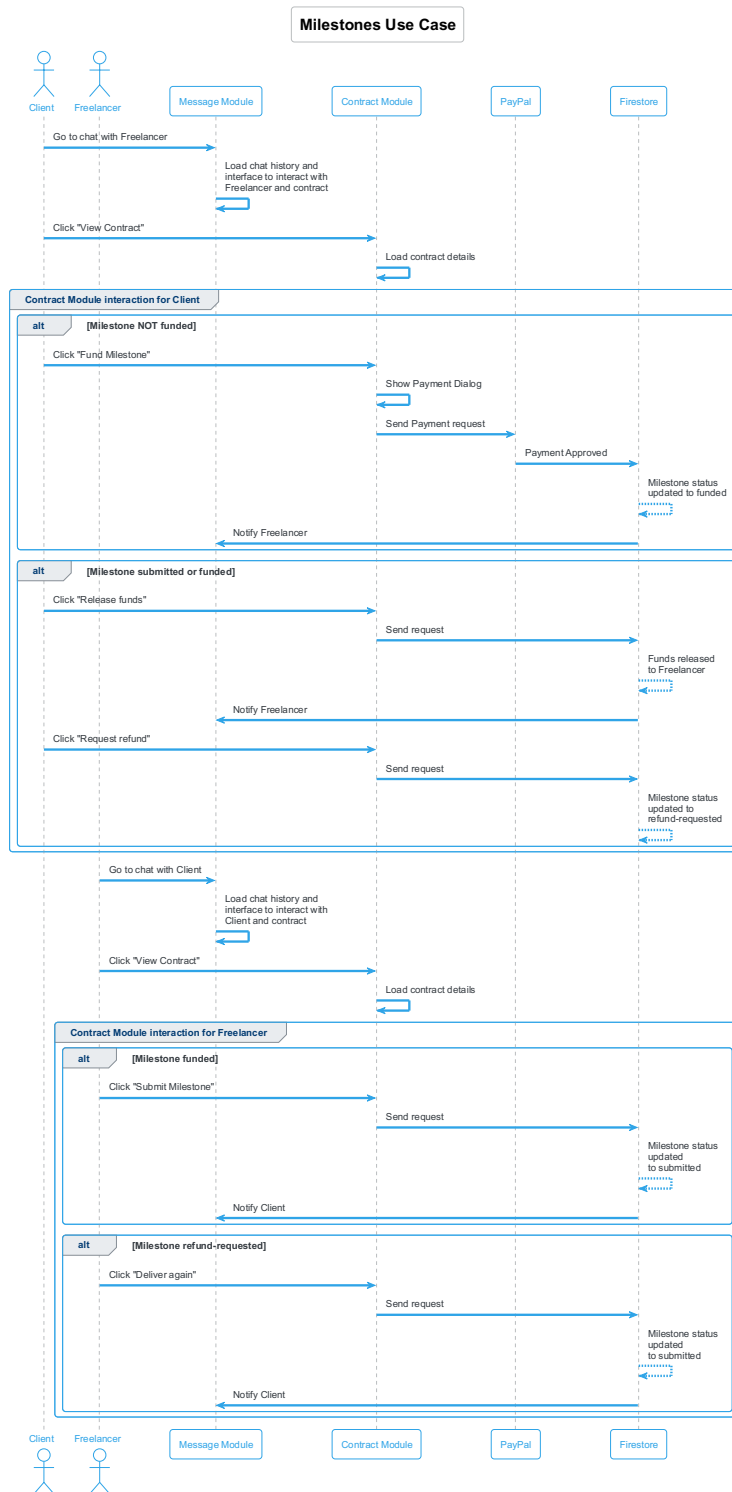 Milestones Use Case
Client
Freelancer
Message Module
Contract Module
PayPal
Firestore
Go to chat with Freelancer
Load chat history and
interface to interact with
Freelancer and contract
Click "View Contract"
Load contract details
Contract Module interaction for Client
alt
[Milestone NOT funded]
Click "Fund Milestone"
Show Payment Dialog
Send Payment request
Payment Approved
Milestone status
updated to funded
Notify Freelancer
alt
[Milestone submitted or funded]
Click "Release funds"
Send request
Funds released
to Freelancer
Notify Freelancer
Click "Request refund"
Send request
Milestone status
updated to
refund-requested
Go to chat with Client
Load chat history and
interface to interact with
Client and contract
Click "View Contract"
Load contract details
Contract Module interaction for Freelancer
alt
[Milestone funded]
Click "Submit Milestone"
Send request
Milestone status
updated
to submitted
Notify Client
alt
[Milestone refund-requested]
Click "Deliver again"
Send request
Milestone status
updated
to submitted
Notify Client
Client
Freelancer
Message Module
Contract Module
PayPal
Firestore